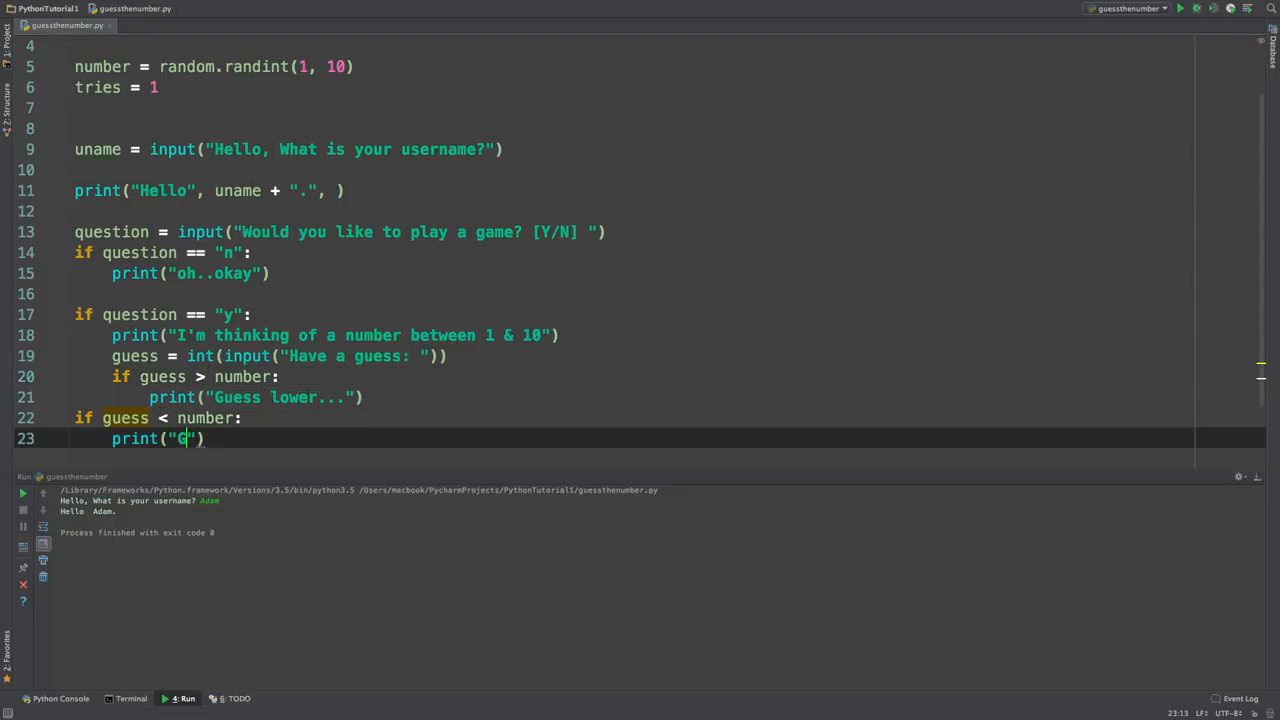 PythonTutorial1 guessthenumber.py guessthenumber
guessthenumber.py
1: Project
Z: Structure
Database
4
5 number = random.randint(1, 10)
6 tries = 1
7
8
9 uname = input("Hello, What is your username?")
10
11 print("Hello", uname + ".", )
12
13 question = input("Would you like to play a game? [Y/N] ")
14 if question == "n":
15 print("oh..okay")
16
17 if question == "y":
18 print("I'm thinking of a number between 1 & 10")
19 guess = int(input("Have a guess: "))
20 if guess > number:
21 print("Guess lower...")
22 if guess < number:
23 print("G")
Run guessthenumber
/Library/Frameworks/Python.framework/Versions/3.5/bin/python3.5 /Users/macbook/PycharmProjects/PythonTutorial1/guessthenumber.py
Hello, What is your username? Adam
Hello  Adam.
Process finished with exit code 0
2: Favorites
Python Console Terminal 4: Run 6: TODO Event Log
23:13 LF÷ UTF-8÷